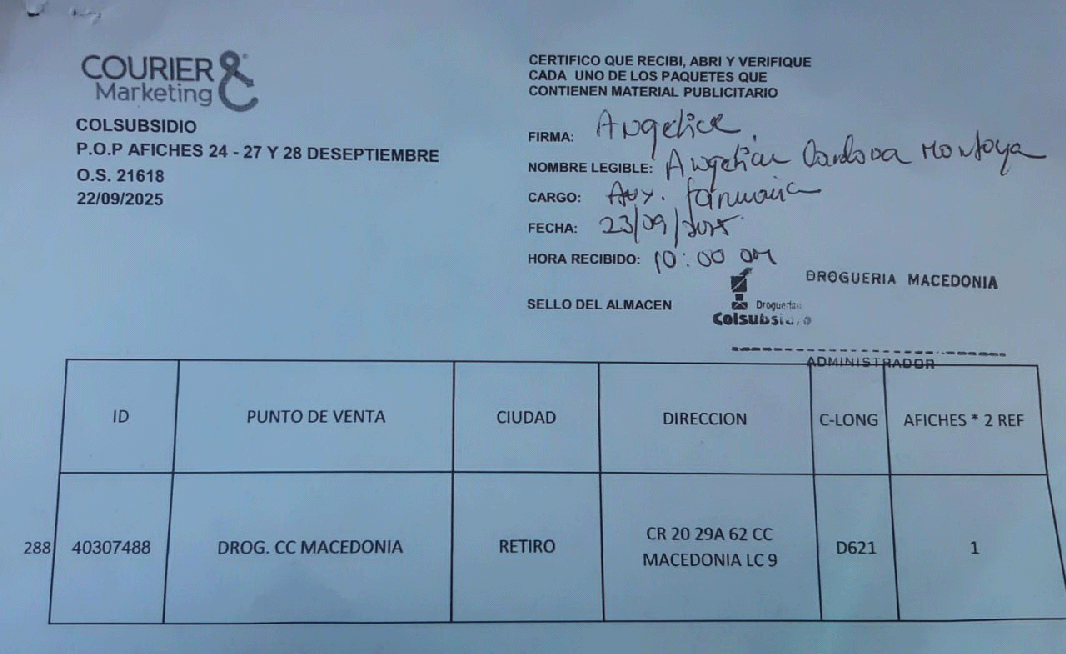 COURIER
Marketing
COLSUBSIDIO
P.O.P AFICHES 24 - 27 Y 28 DESEPTIEMBRE
O.S. 21618
22/09/2025
CERTIFICO QUE RECIBI, ABRI Y VERIFIQUE
CADA UNO DE LOS PAQUETES QUE
CONTIENEN MATERIAL PUBLICITARIO
FIRMA: Angelica
NOMBRE LEGIBLE: Montoya
CARGO: Aux. farmacia
FECHA: 23/09/2025
HORA RECIBIDO: 10:00 am
SELLO DEL ALMACEN
DROGUERIA MACEDONIA
Droguerías
Colsubsidio
ADMINISTRADOR
ID PUNTO DE VENTA CIUDAD DIRECCION C-LONG AFICHES * 2 REF
288 40307488 DROG. CC MACEDONIA RETIRO CR 20 29A 62 CC D621 1
MACEDONIA LC 9